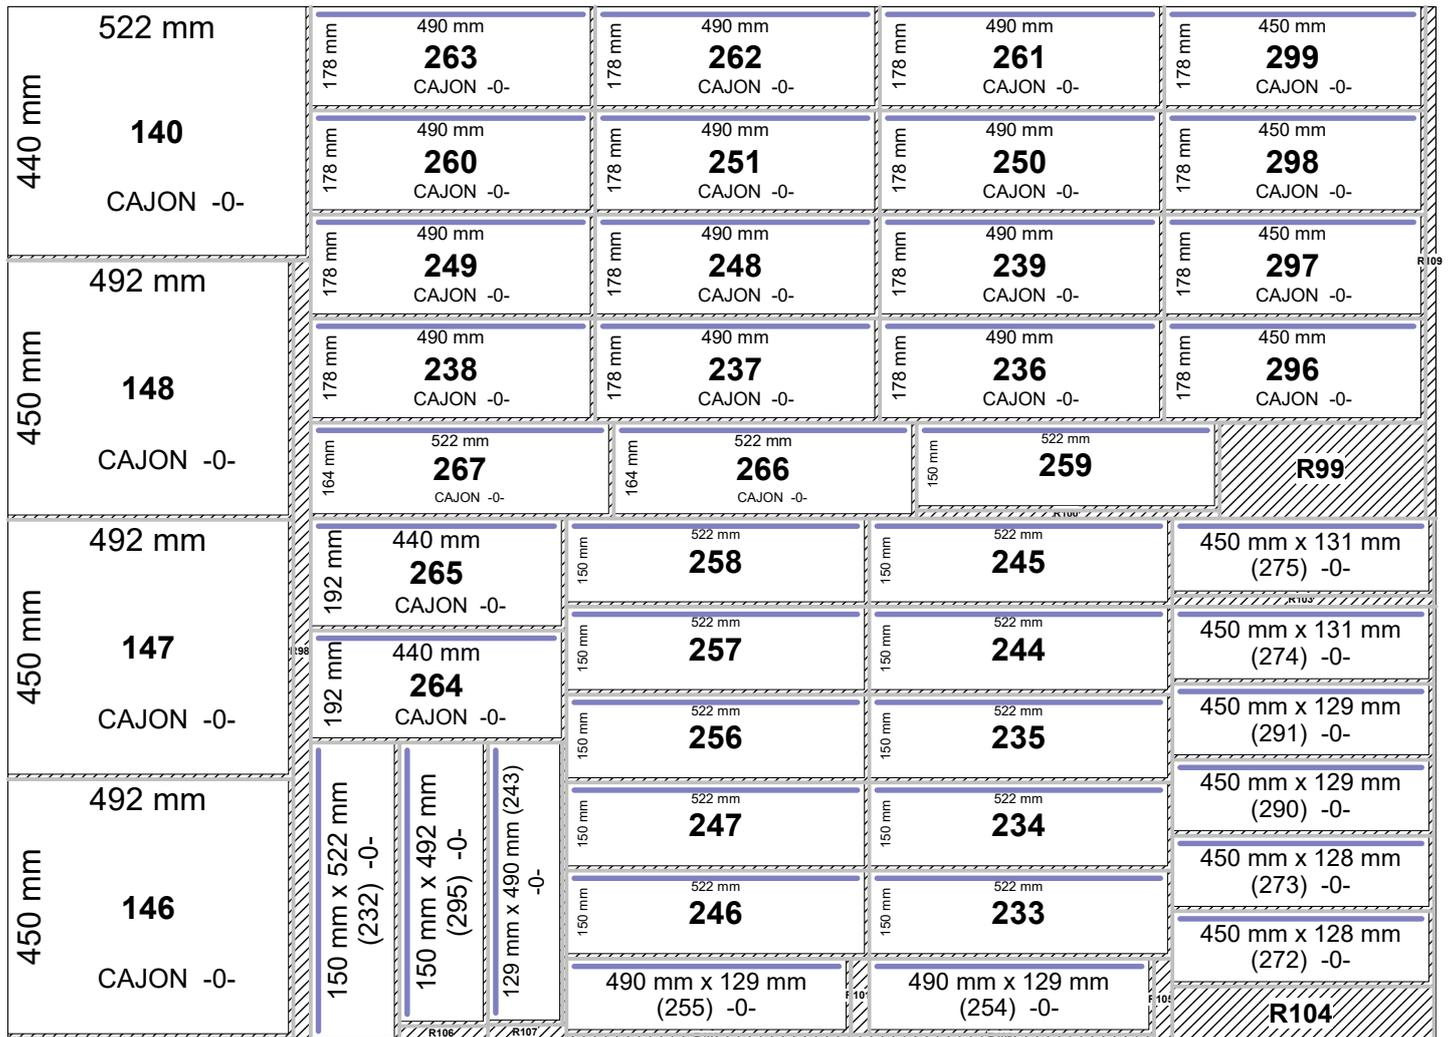 522 mm
440 mm
140
CAJON -0-
490 mm
178 mm
263
CAJON -0-
490 mm
178 mm
262
CAJON -0-
490 mm
178 mm
261
CAJON -0-
450 mm
178 mm
299
CAJON -0-
490 mm
178 mm
260
CAJON -0-
490 mm
178 mm
251
CAJON -0-
490 mm
178 mm
250
CAJON -0-
450 mm
178 mm
298
CAJON -0-
490 mm
178 mm
249
CAJON -0-
490 mm
178 mm
248
CAJON -0-
490 mm
178 mm
239
CAJON -0-
450 mm
178 mm
297
CAJON -0-
R109
492 mm
450 mm
148
CAJON -0-
490 mm
178 mm
238
CAJON -0-
490 mm
178 mm
237
CAJON -0-
490 mm
178 mm
236
CAJON -0-
450 mm
178 mm
296
CAJON -0-
522 mm
164 mm
267
CAJON -0-
522 mm
164 mm
266
CAJON -0-
522 mm
150 mm
259
R99
R100
492 mm
450 mm
147
CAJON -0-
R98
440 mm
192 mm
265
CAJON -0-
440 mm
192 mm
264
CAJON -0-
522 mm
150 mm
258
522 mm
150 mm
245
450 mm x 131 mm
(275) -0-
R103
522 mm
150 mm
257
522 mm
150 mm
244
450 mm x 131 mm
(274) -0-
522 mm
150 mm
256
522 mm
150 mm
235
450 mm x 129 mm
(291) -0-
492 mm
450 mm
146
CAJON -0-
150 mm x 522 mm
(232) -0-
150 mm x 492 mm
(295) -0-
129 mm x 490 mm (243)
-0-
522 mm
150 mm
247
522 mm
150 mm
234
450 mm x 129 mm
(290) -0-
522 mm
150 mm
246
522 mm
150 mm
233
450 mm x 128 mm
(273) -0-
450 mm x 128 mm
(272) -0-
490 mm x 129 mm
(255) -0-
490 mm x 129 mm
(254) -0-
R104
R106
R107